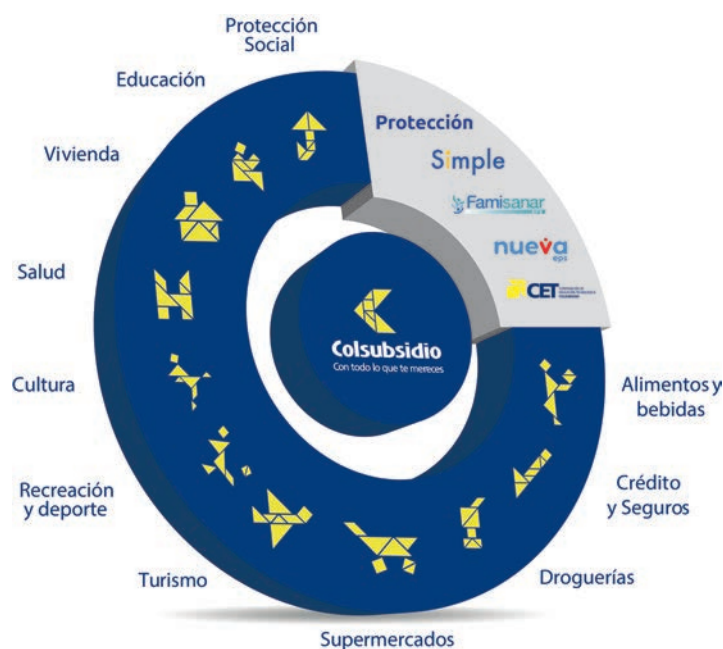 Protección
Social
Educación
Vivienda
Salud
Cultura
Recreación
y deporte
Turismo
Supermercados
Droguerías
Crédito
y Seguros
Alimentos y
bebidas
Protección
Simple
Famisanar
nueva
eps
CET
Colsubsidio
Con todo lo que te mereces